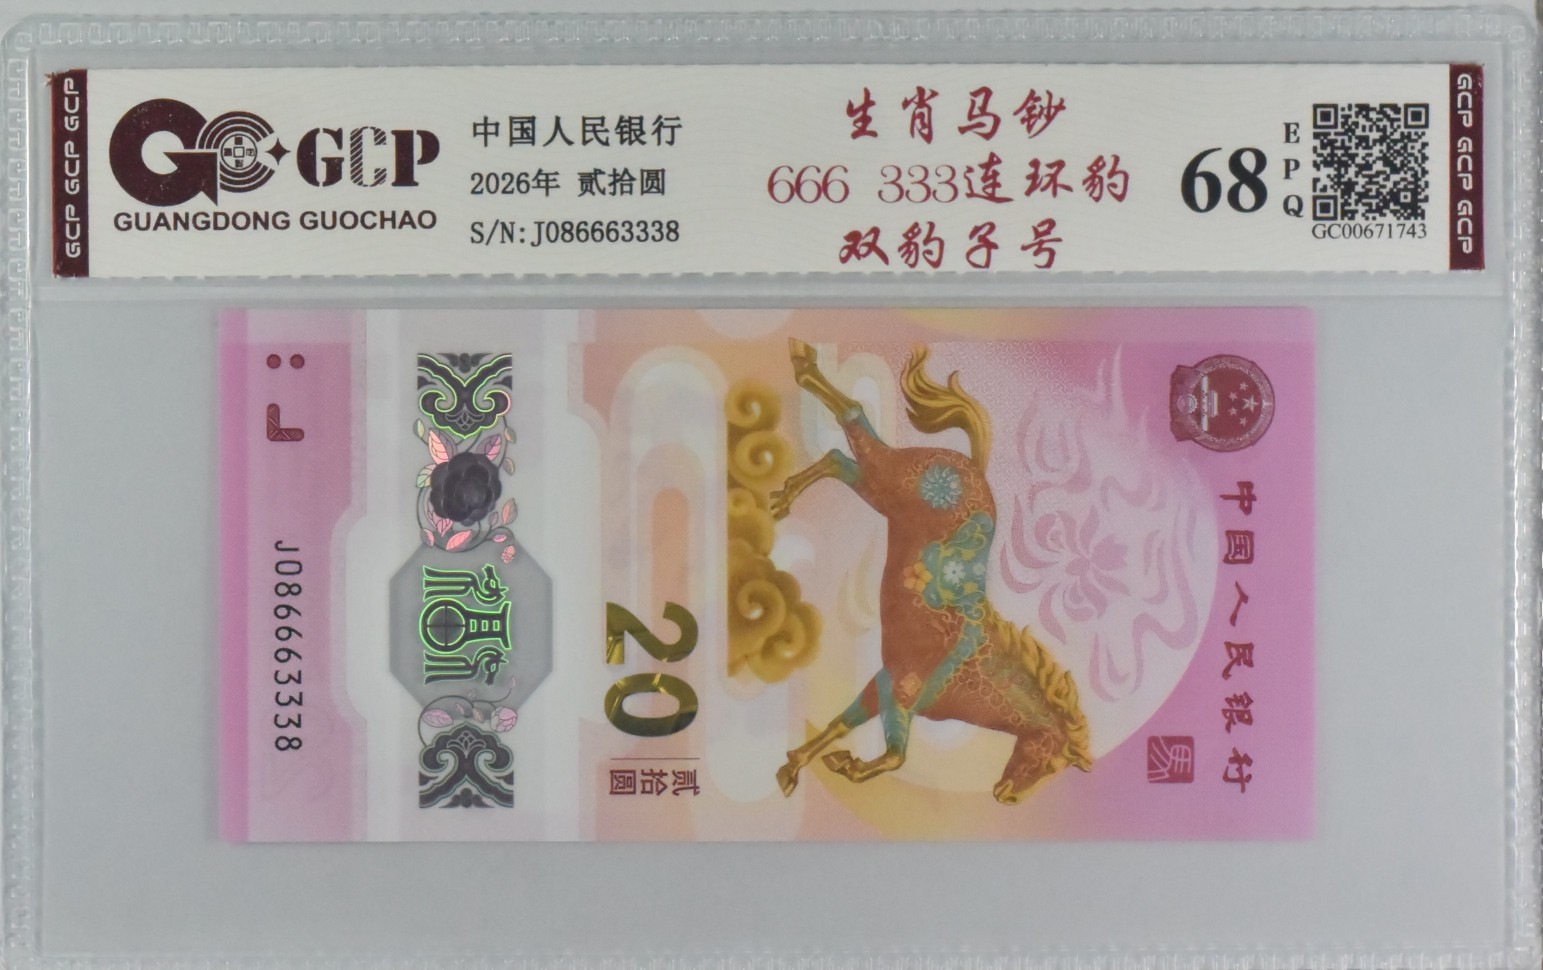 GCP GCP GCP
GCP
GUANGDONG GUOCHAO
中国人民银行
2026年 贰拾圆
S/N:J086663338
生肖马钞
666 333连环豹
双豹子号
68
EPQ
GC00671743
GCP GCP GCP
J
J086663338
20
贰拾圆
中国人民银行
马